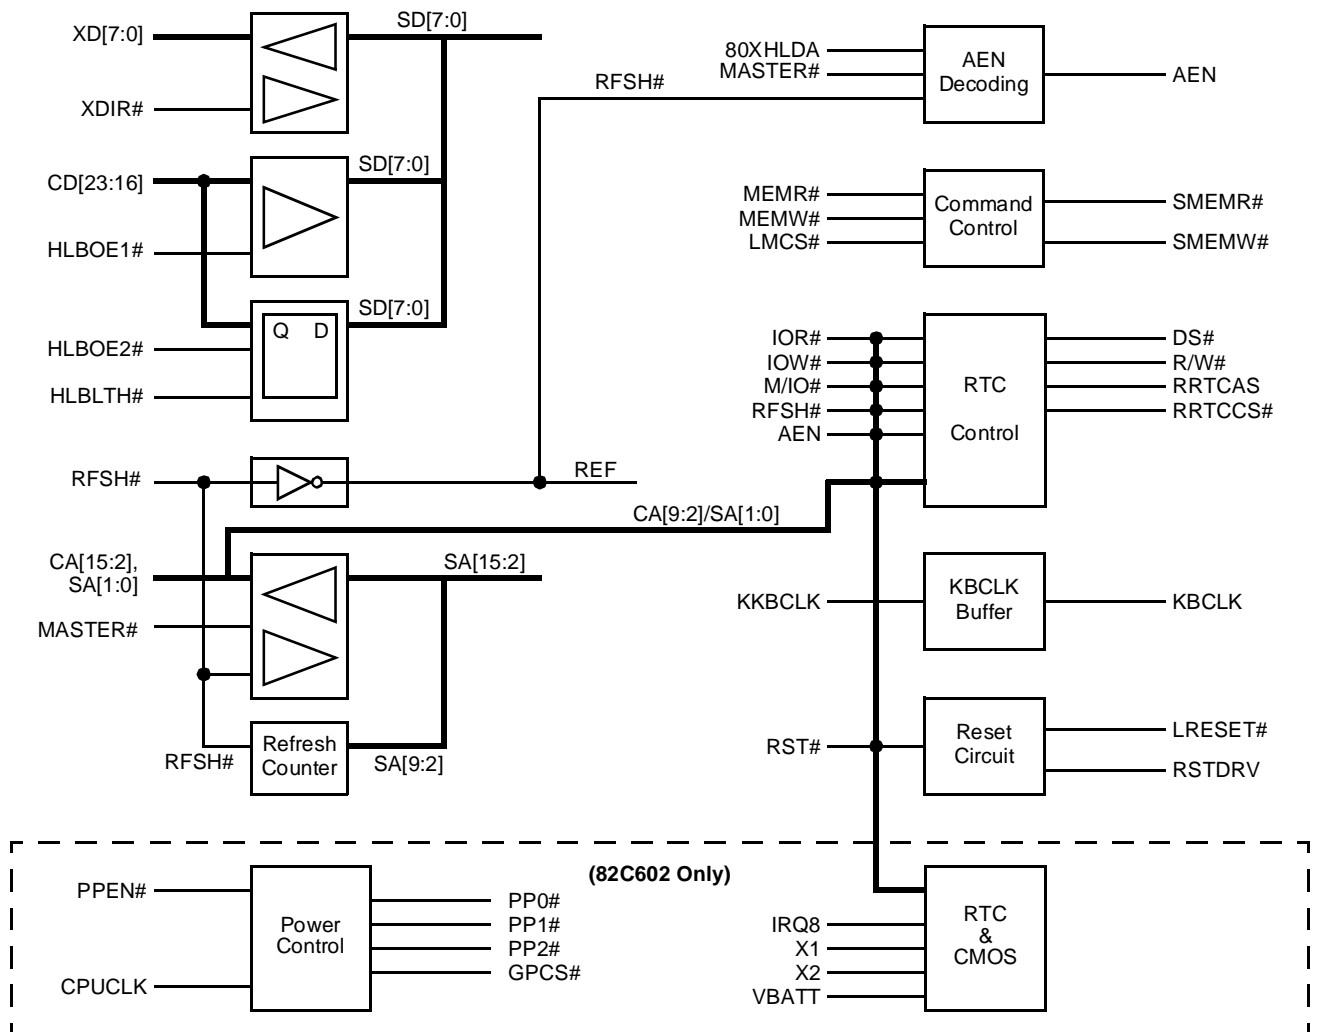 XD[7:0]
SD[7:0]
XDIR#
CD[23:16]
SD[7:0]
HLBOE1#
SD[7:0]
Q D
HLBOE2#
HLBLTH#
RFSH#
RFSH#
REF
CA[9:2]/SA[1:0]
CA[15:2],
SA[1:0]
SA[15:2]
MASTER#
Refresh
Counter
RFSH#
SA[9:2]
80XHLDA
MASTER#
AEN
Decoding
AEN
MEMR#
MEMW#
LMCS#
Command
Control
SMEMR#
SMEMW#
IOR#
IOW#
M/IO#
RFSH#
AEN
RTC
Control
DS#
R/W#
RRTCAS
RRTCCS#
KKBCLK
KBCLK
Buffer
KBCLK
RST#
Reset
Circuit
LRESET#
RSTDRV
(82C602 Only)
PPEN#
CPUCLK
Power
Control
PP0#
PP1#
PP2#
GPCS#
IRQ8
X1
X2
VBATT
RTC
&
CMOS